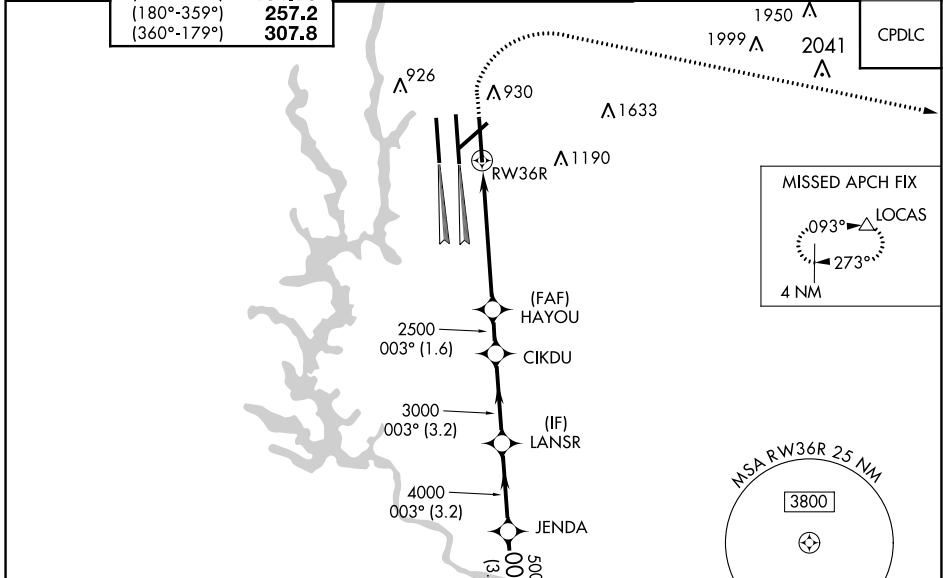 (180°-359°) 257.2
(360°-179°) 307.8
1950
1999
2041
CPDLC
926
930
1633
1190
RW36R
MISSED APCH FIX
093°
LOCAS
273°
4 NM
(FAF)
HAYOU
2500
003° (1.6)
CIKDU
3000
003° (3.2)
(IF)
LANSR
4000
003° (3.2)
JENDA
MSA RW36R 25 NM
3800